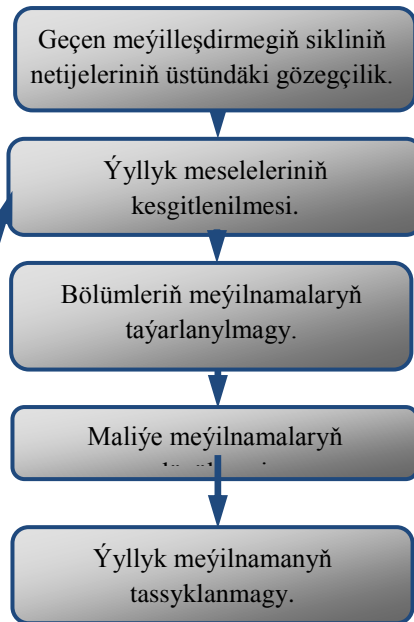 Geçen meýilleşdirmegiň sikliniň
netijeleriniň üstündäki gözegçilik.
Ýyllyk meseleleriniň
kesgitlenilmesi.
Bölümleriň meýilnamalaryň
taýarlanylmagy.
Maliýe meýilnamalaryň
Ýyllyk meýilnamanyň
tassyklanmagy.